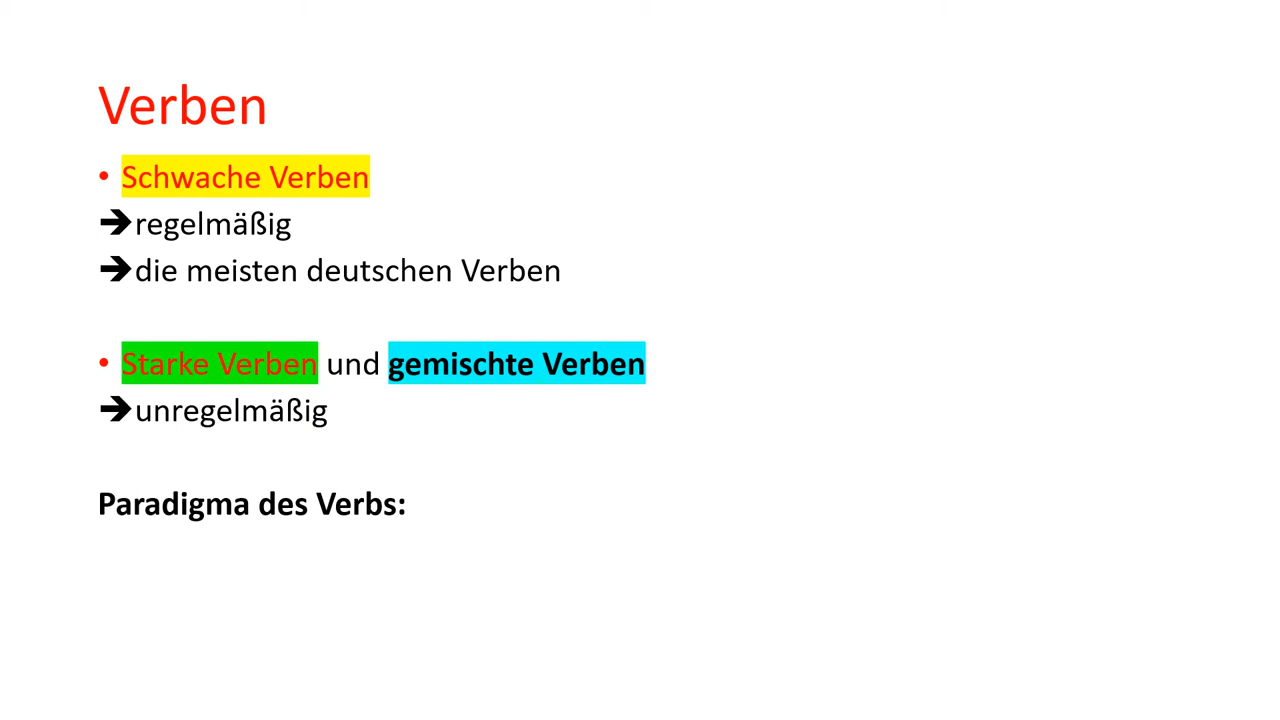 Verben
• Schwache Verben
➔regelmäßig
➔die meisten deutschen Verben
• Starke Verben und gemischte Verben
➔unregelmäßig
Paradigma des Verbs: